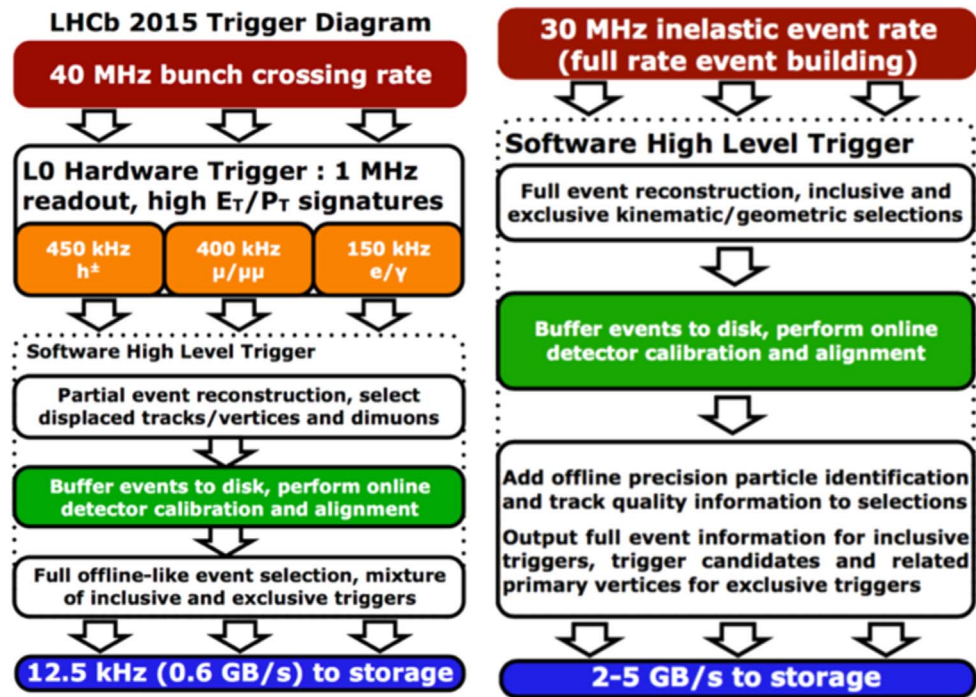 LHCb 2015 Trigger Diagram
40 MHz bunch crossing rate
L0 Hardware Trigger : 1 MHz
readout, high E_T/P_T signatures
450 kHz
h±
400 kHz
µ/µµ
150 kHz
e/γ
Software High Level Trigger
Partial event reconstruction, select
displaced tracks/vertices and dimuons
Buffer events to disk, perform online
detector calibration and alignment
Full offline-like event selection, mixture
of inclusive and exclusive triggers
12.5 kHz (0.6 GB/s) to storage
30 MHz inelastic event rate
(full rate event building)
Software High Level Trigger
Full event reconstruction, inclusive and
exclusive kinematic/geometric selections
Buffer events to disk, perform online
detector calibration and alignment
Add offline precision particle identification
and track quality information to selections
Output full event information for inclusive
triggers, trigger candidates and related
primary vertices for exclusive triggers
2-5 GB/s to storage